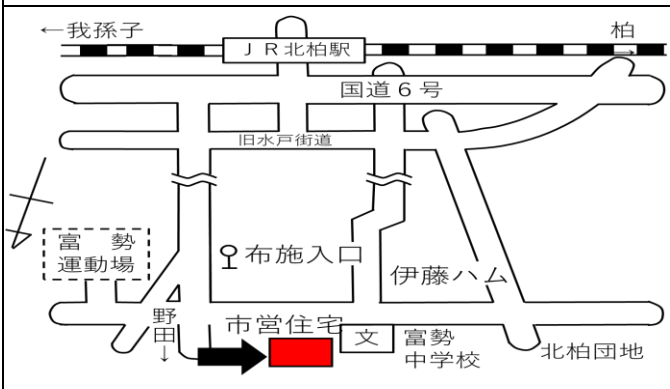 ←我孫子
柏
→
ＪＲ北柏駅
国道６号
旧水戸街道
富　勢
運動場
布施入口
伊藤ハム
野田↓
市営住宅
文
富勢
中学校
北柏団地